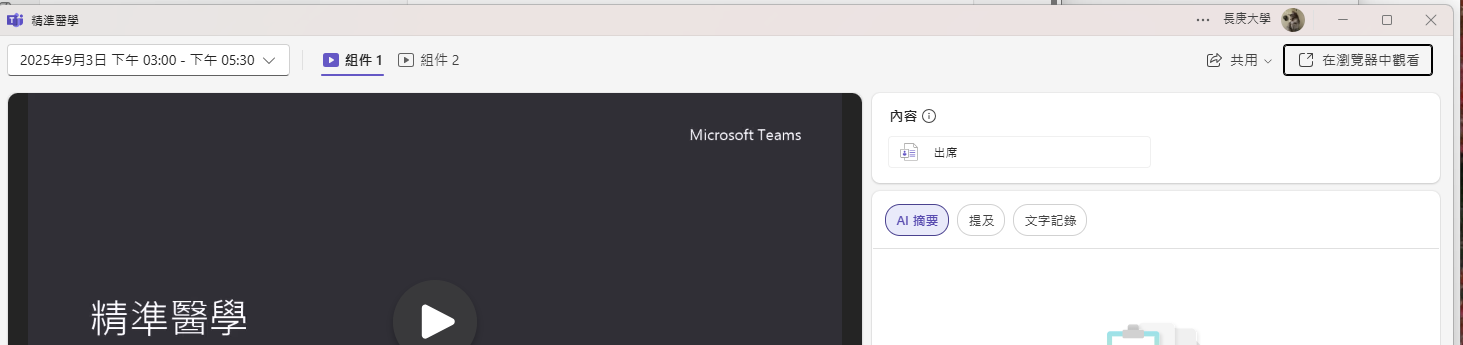 精準醫學
長庚大學
2025年9月3日 下午 03:00 - 下午 05:30
組件 1
組件 2
共用
在瀏覽器中觀看
Microsoft Teams
精準醫學
內容
出席
AI 摘要
提及
文字記錄